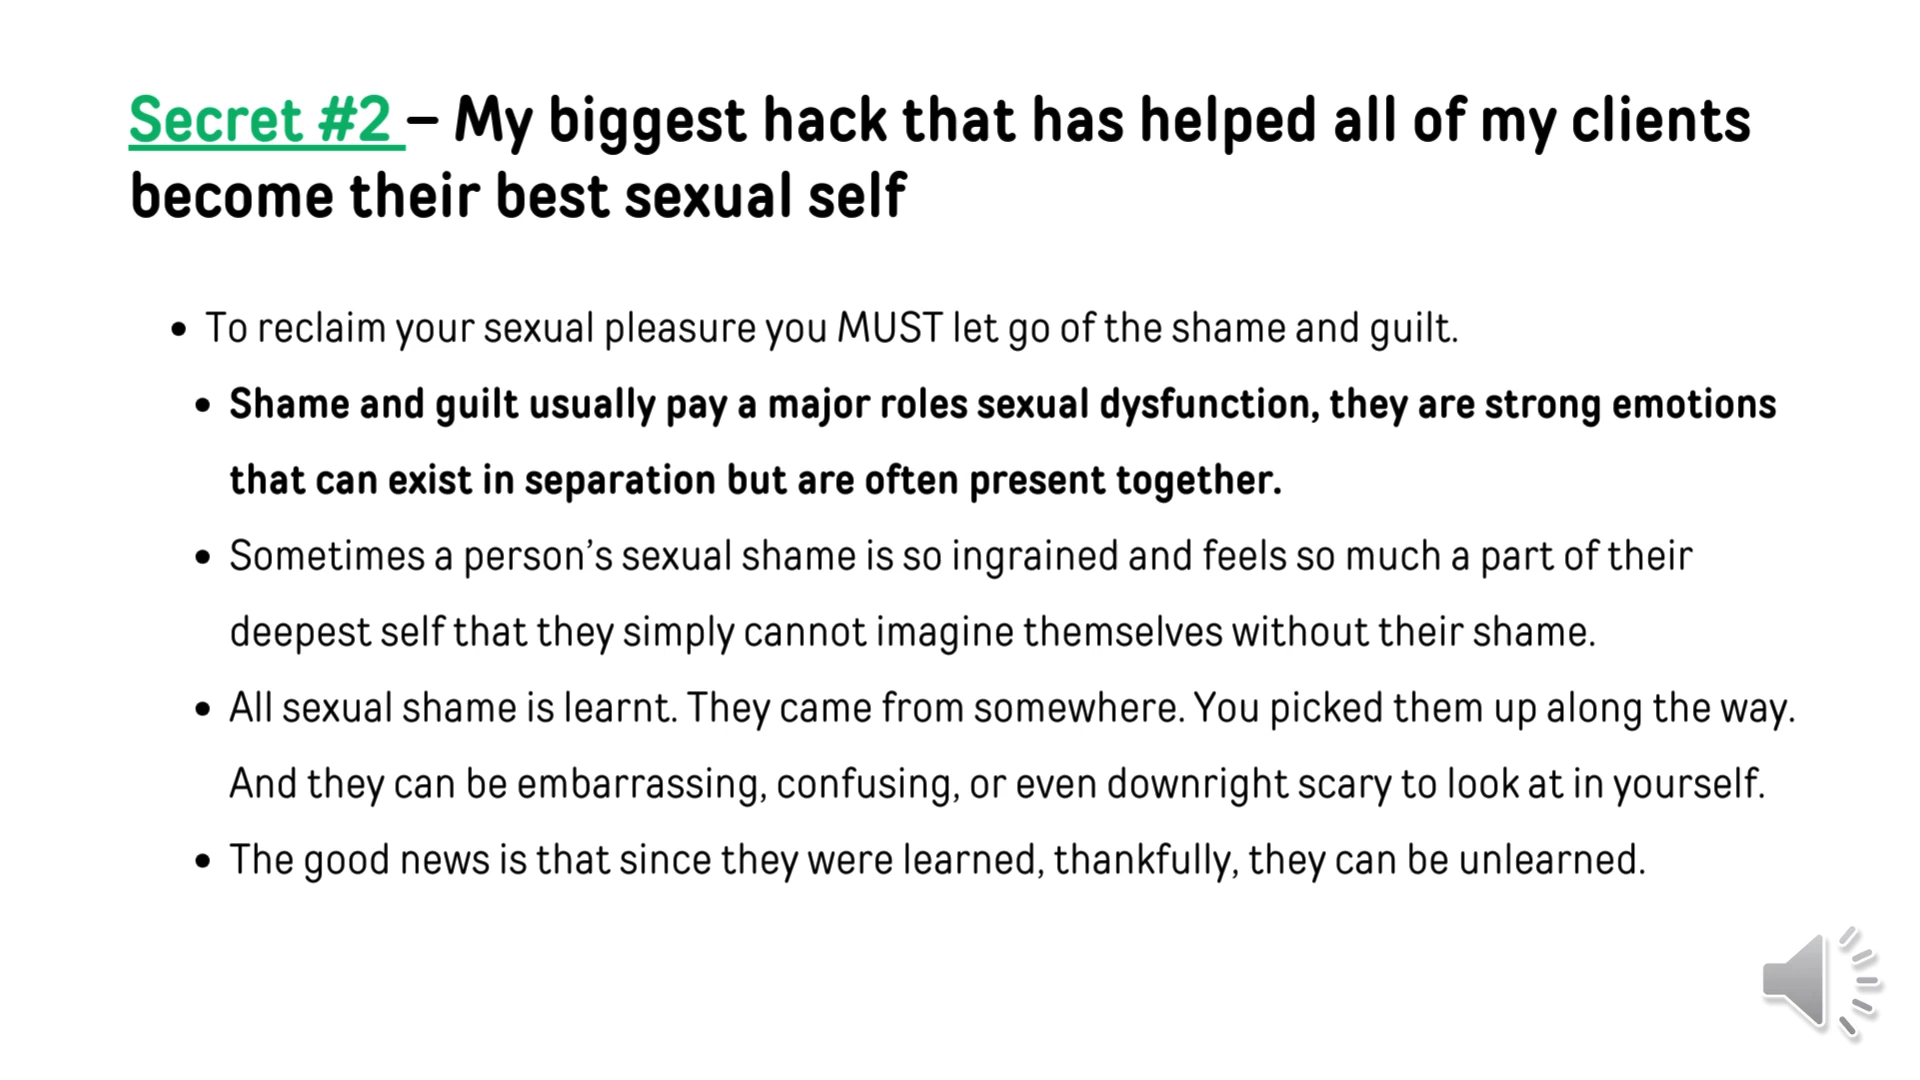 Secret #2 – My biggest hack that has helped all of my clients
become their best sexual self
• To reclaim your sexual pleasure you MUST let go of the shame and guilt.
• Shame and guilt usually pay a major roles sexual dysfunction, they are strong emotions
that can exist in separation but are often present together.
• Sometimes a person’s sexual shame is so ingrained and feels so much a part of their
deepest self that they simply cannot imagine themselves without their shame.
• All sexual shame is learnt. They came from somewhere. You picked them up along the way.
And they can be embarrassing, confusing, or even downright scary to look at in yourself.
• The good news is that since they were learned, thankfully, they can be unlearned.